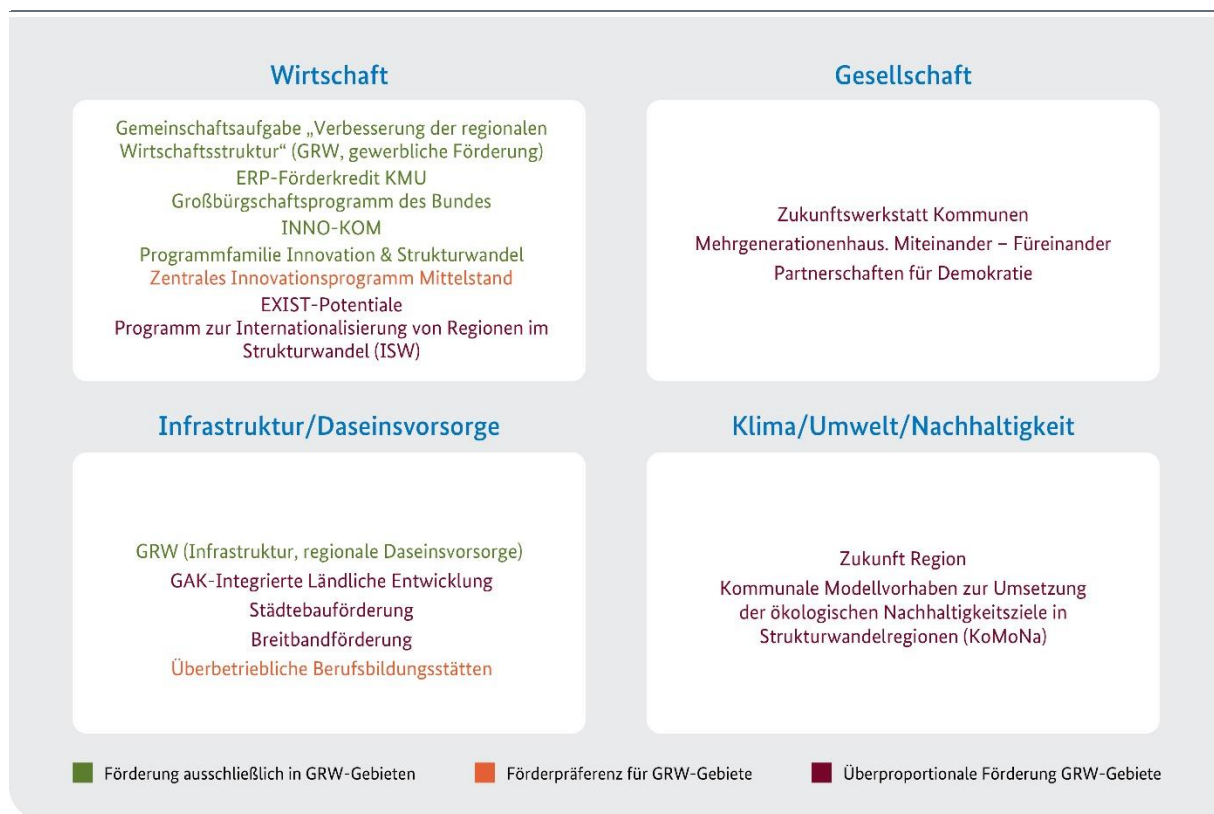 Wirtschaft
Gemeinschaftsaufgabe „Verbesserung der regionalen
Wirtschaftsstruktur“ (GRW, gewerbliche Förderung)
ERP-Förderkredit KMU
Großbürgschaftsprogramm des Bundes
INNO-KOM
Programmfamilie Innovation & Strukturwandel
Zentrales Innovationsprogramm Mittelstand
EXIST-Potentiale
Programm zur Internationalisierung von Regionen im
Strukturwandel (ISW)
Gesellschaft
Zukunftswerkstatt Kommunen
Mehrgenerationenhaus. Miteinander – Füreinander
Partnerschaften für Demokratie
Infrastruktur/Daseinsvorsorge
GRW (Infrastruktur, regionale Daseinsvorsorge)
GAK-Integrierte Ländliche Entwicklung
Städtebauförderung
Breitbandförderung
Überbetriebliche Berufsbildungsstätten
Klima/Umwelt/Nachhaltigkeit
Zukunft Region
Kommunale Modellvorhaben zur Umsetzung
der ökologischen Nachhaltigkeitsziele in
Strukturwandelregionen (KoMoNa)
Förderung ausschließlich in GRW-Gebieten
Förderpräferenz für GRW-Gebiete
Überproportionale Förderung GRW-Gebiete